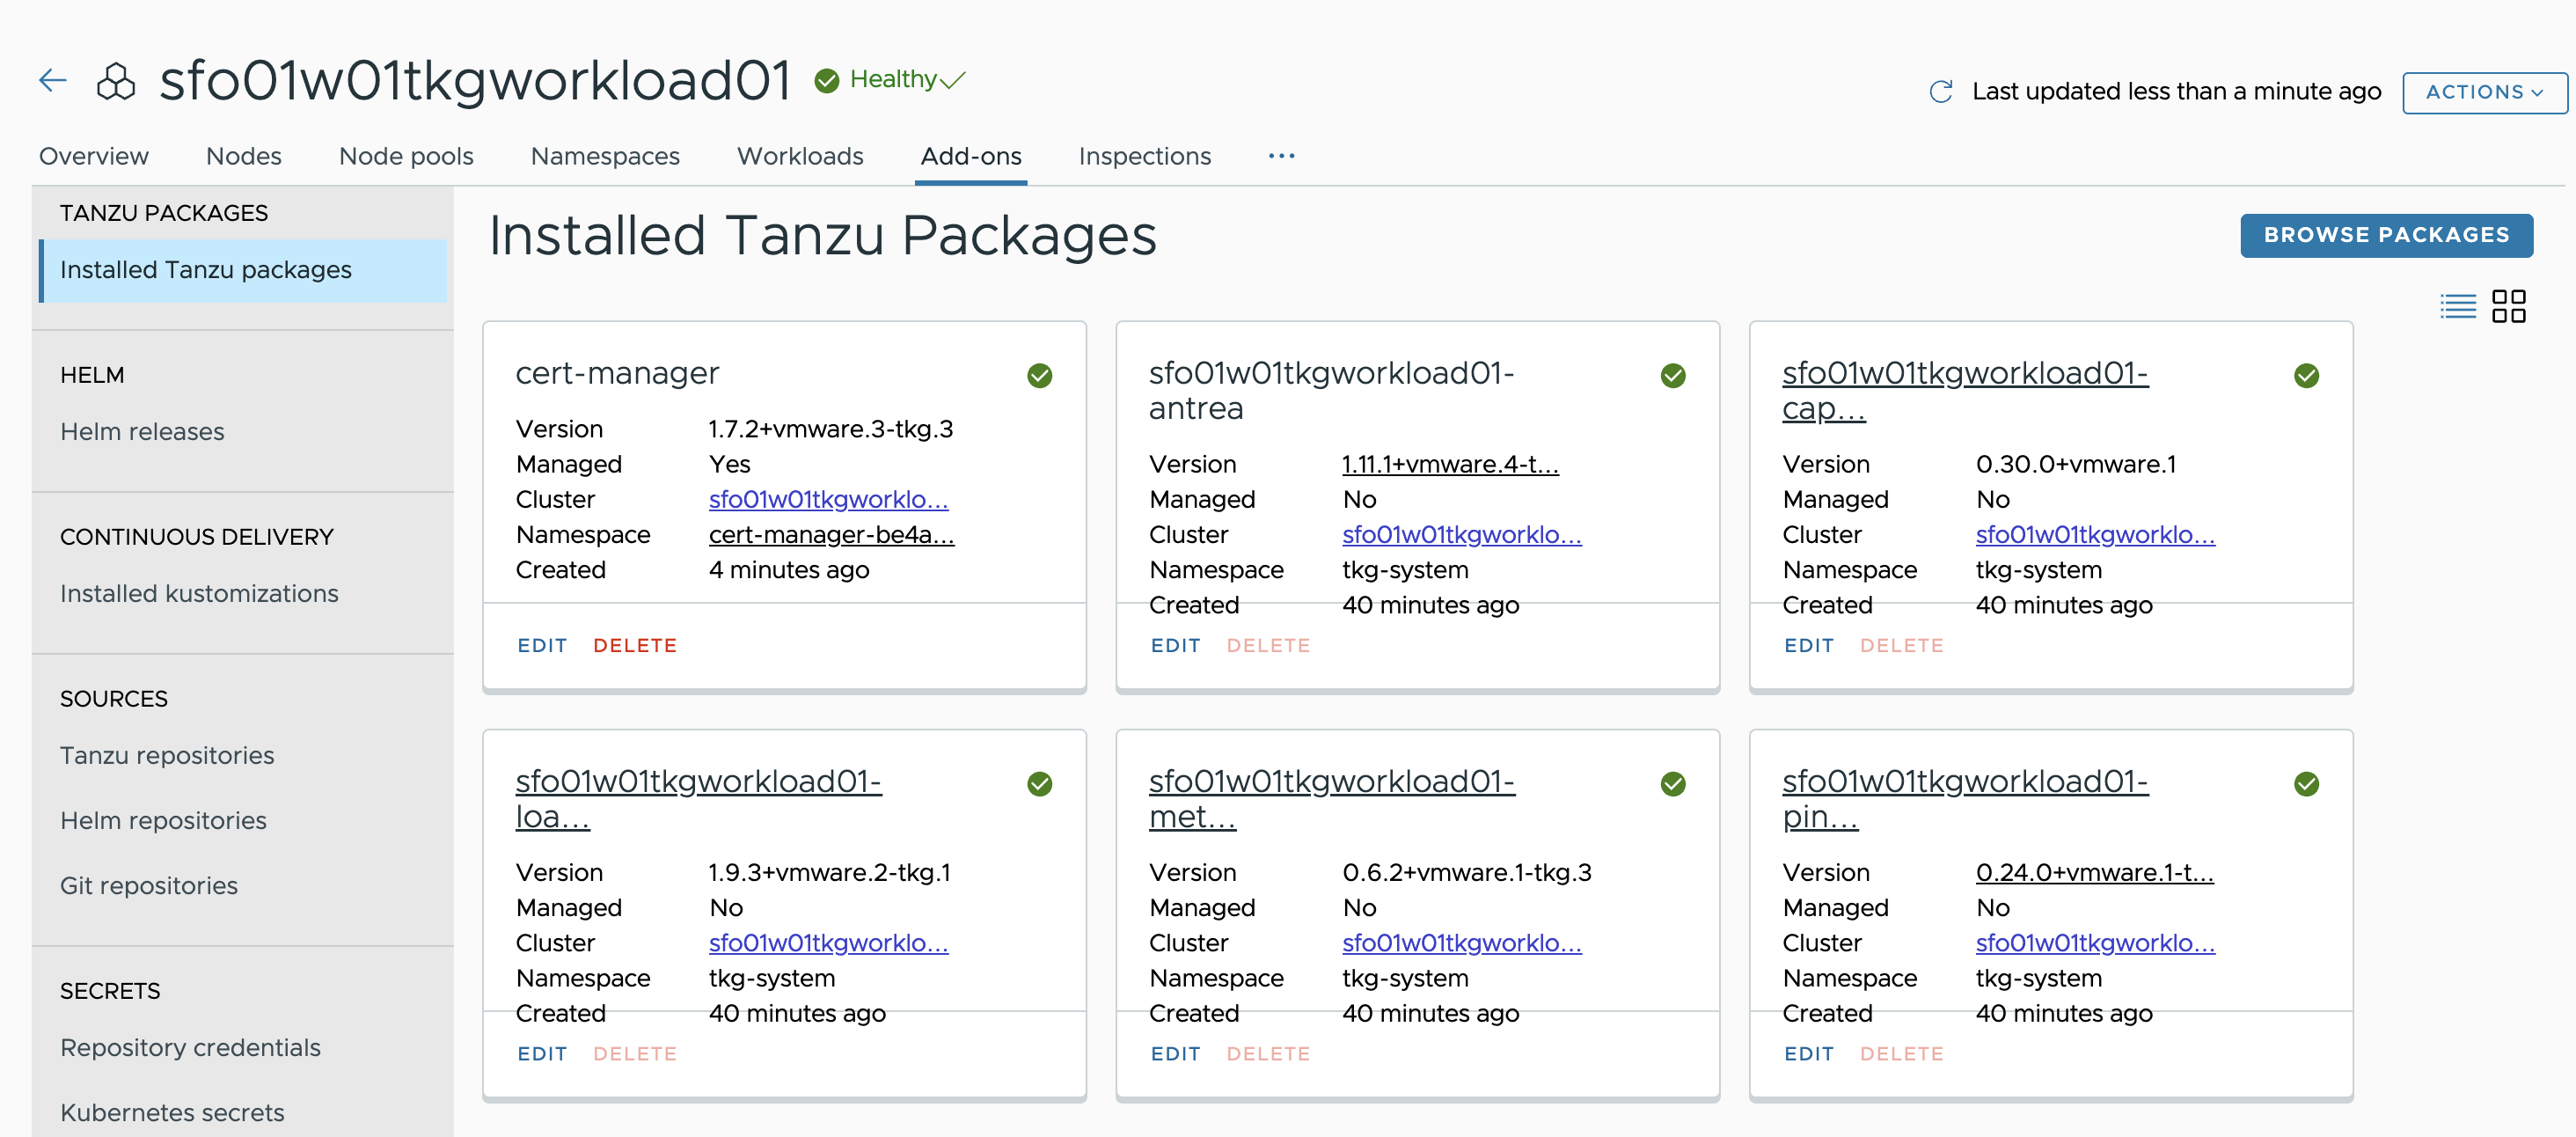 sfo01w01tkgworkload01 Healthy
Last updated less than a minute ago ACTIONS
Overview Nodes Node pools Namespaces Workloads Add-ons Inspections ...
TANZU PACKAGES
Installed Tanzu packages
HELM
Helm releases
CONTINUOUS DELIVERY
Installed kustomizations
SOURCES
Tanzu repositories
Helm repositories
Git repositories
SECRETS
Repository credentials
Kubernetes secrets
Installed Tanzu Packages
BROWSE PACKAGES
cert-manager
Version 1.7.2+vmware.3-tkg.3
Managed Yes
Cluster sfo01w01tkgworklo...
Namespace cert-manager-be4a...
Created 4 minutes ago
EDIT DELETE
sfo01w01tkgworkload01-
antrea
Version 1.11.1+vmware.4-t...
Managed No
Cluster sfo01w01tkgworklo...
Namespace tkg-system
Created 40 minutes ago
EDIT DELETE
sfo01w01tkgworkload01-
cap...
Version 0.30.0+vmware.1
Managed No
Cluster sfo01w01tkgworklo...
Namespace tkg-system
Created 40 minutes ago
EDIT DELETE
sfo01w01tkgworkload01-
loa...
Version 1.9.3+vmware.2-tkg.1
Managed No
Cluster sfo01w01tkgworklo...
Namespace tkg-system
Created 40 minutes ago
EDIT DELETE
sfo01w01tkgworkload01-
met...
Version 0.6.2+vmware.1-tkg.3
Managed No
Cluster sfo01w01tkgworklo...
Namespace tkg-system
Created 40 minutes ago
EDIT DELETE
sfo01w01tkgworkload01-
pin...
Version 0.24.0+vmware.1-t...
Managed No
Cluster sfo01w01tkgworklo...
Namespace tkg-system
Created 40 minutes ago
EDIT DELETE